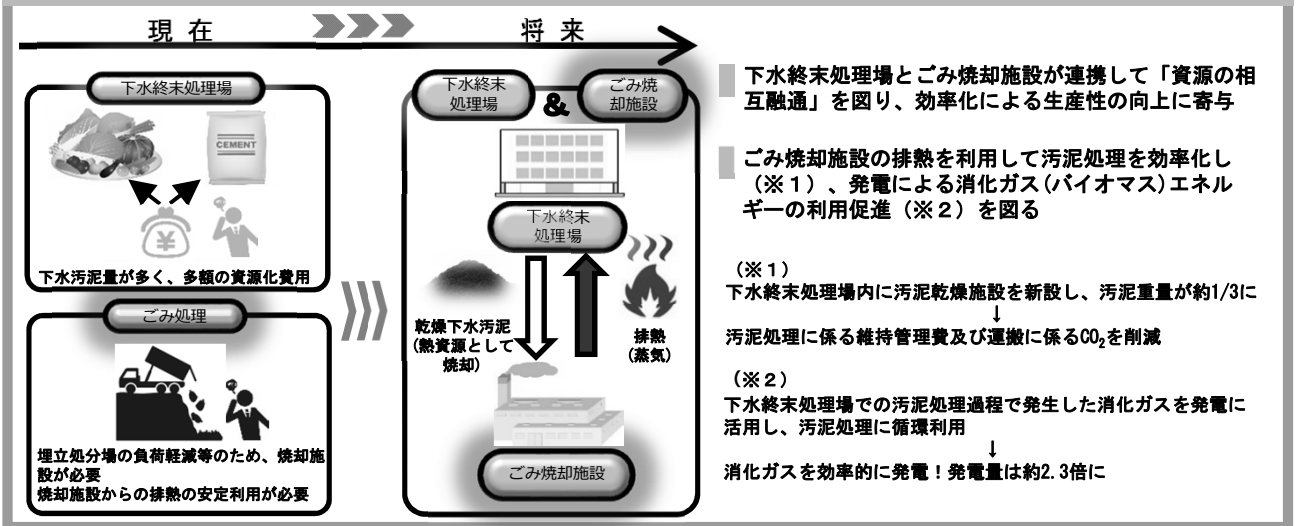 現 在
将 来
下水終末処理場
CEMENT
¥
下水汚泥量が多く、多額の資源化費用
ごみ処理
埋立処分場の負荷軽減等のため、焼却施
設が必要
焼却施設からの排熱の安定利用が必要
下水終末
処理場
&
ごみ焼
却施設
下水終末
処理場
乾燥下水汚泥
(熱資源として
焼却)
排熱
(蒸気)
ごみ焼却施設
下水終末処理場とごみ焼却施設が連携して「資源の相
互融通」を図り、効率化による生産性の向上に寄与
ごみ焼却施設の排熱を利用して汚泥処理を効率化し
(※1)、発電による消化ガス(バイオマス)エネル
ギーの利用促進(※2)を図る
(※1)
下水終末処理場内に汚泥乾燥施設を新設し、汚泥重量が約1/3に
↓
汚泥処理に係る維持管理費及び運搬に係るCO₂を削減
(※2)
下水終末処理場での汚泥処理過程で発生した消化ガスを発電に
活用し、汚泥処理に循環利用
↓
消化ガスを効率的に発電！発電量は約2.3倍に